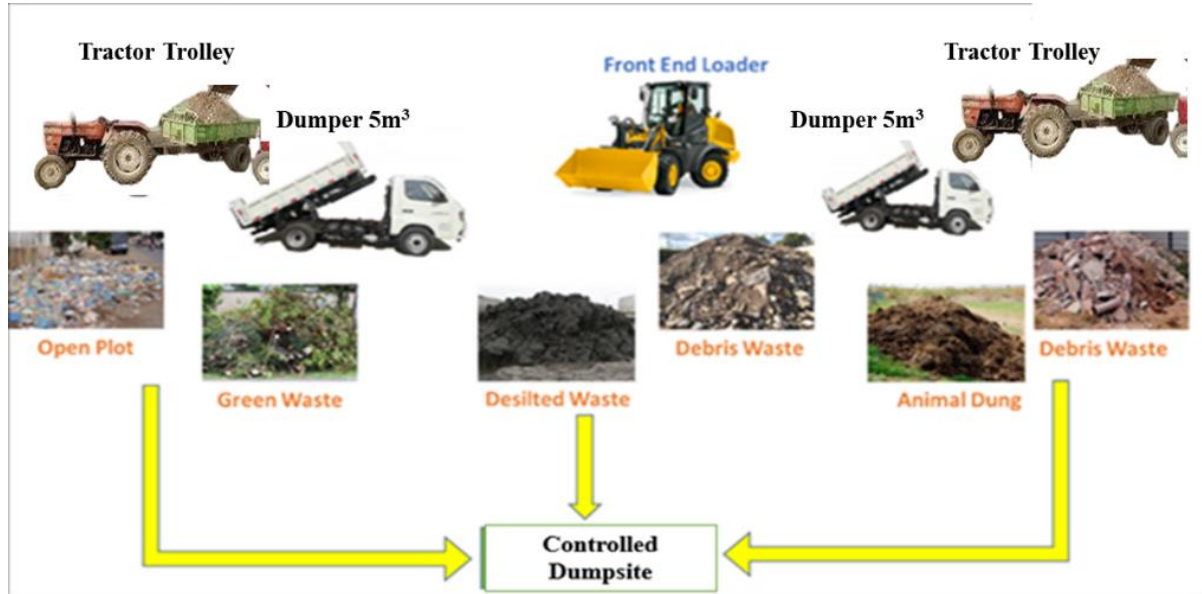 Tractor Trolley
Front End Loader
Tractor Trolley
Dumper 5m³
Dumper 5m³
Open Plot
Green Waste
Desilted Waste
Debris Waste
Animal Dung
Debris Waste
Controlled
Dumpsite